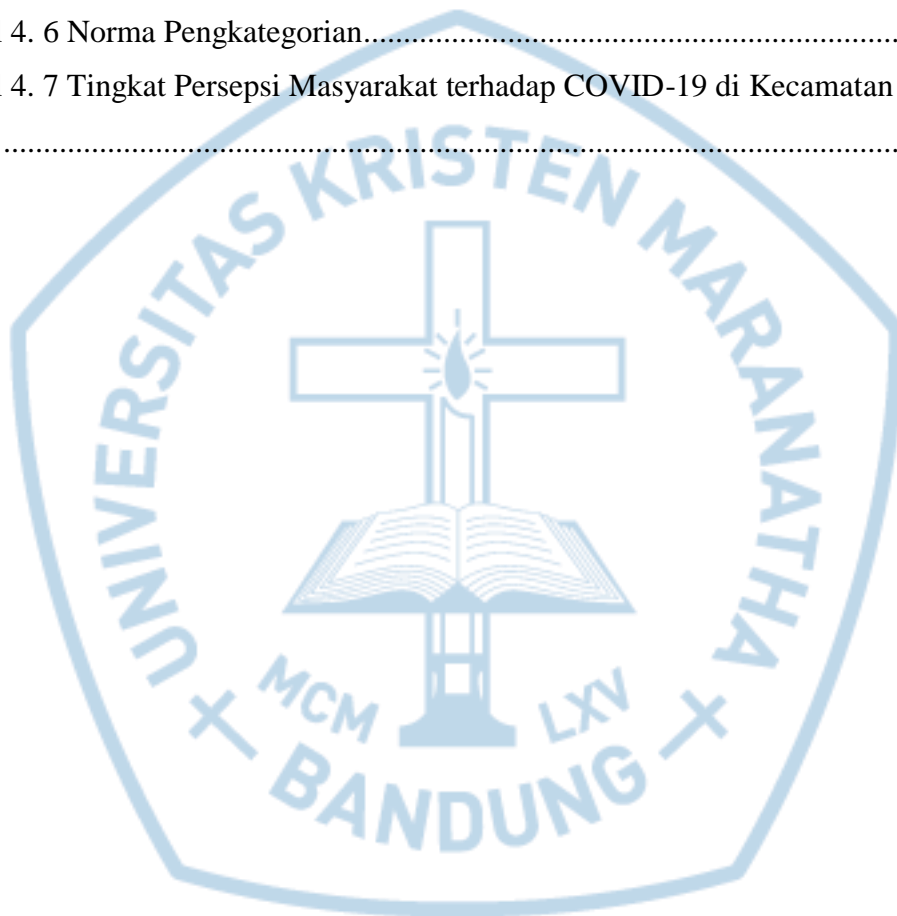 4. 6 Norma Pengkategorian....................................................................
4. 7 Tingkat Persepsi Masyarakat terhadap COVID-19 di Kecamatan
................................................................................................................
UNIVERSITAS KRISTEN MARANATHA
MCM LXV
BANDUNG